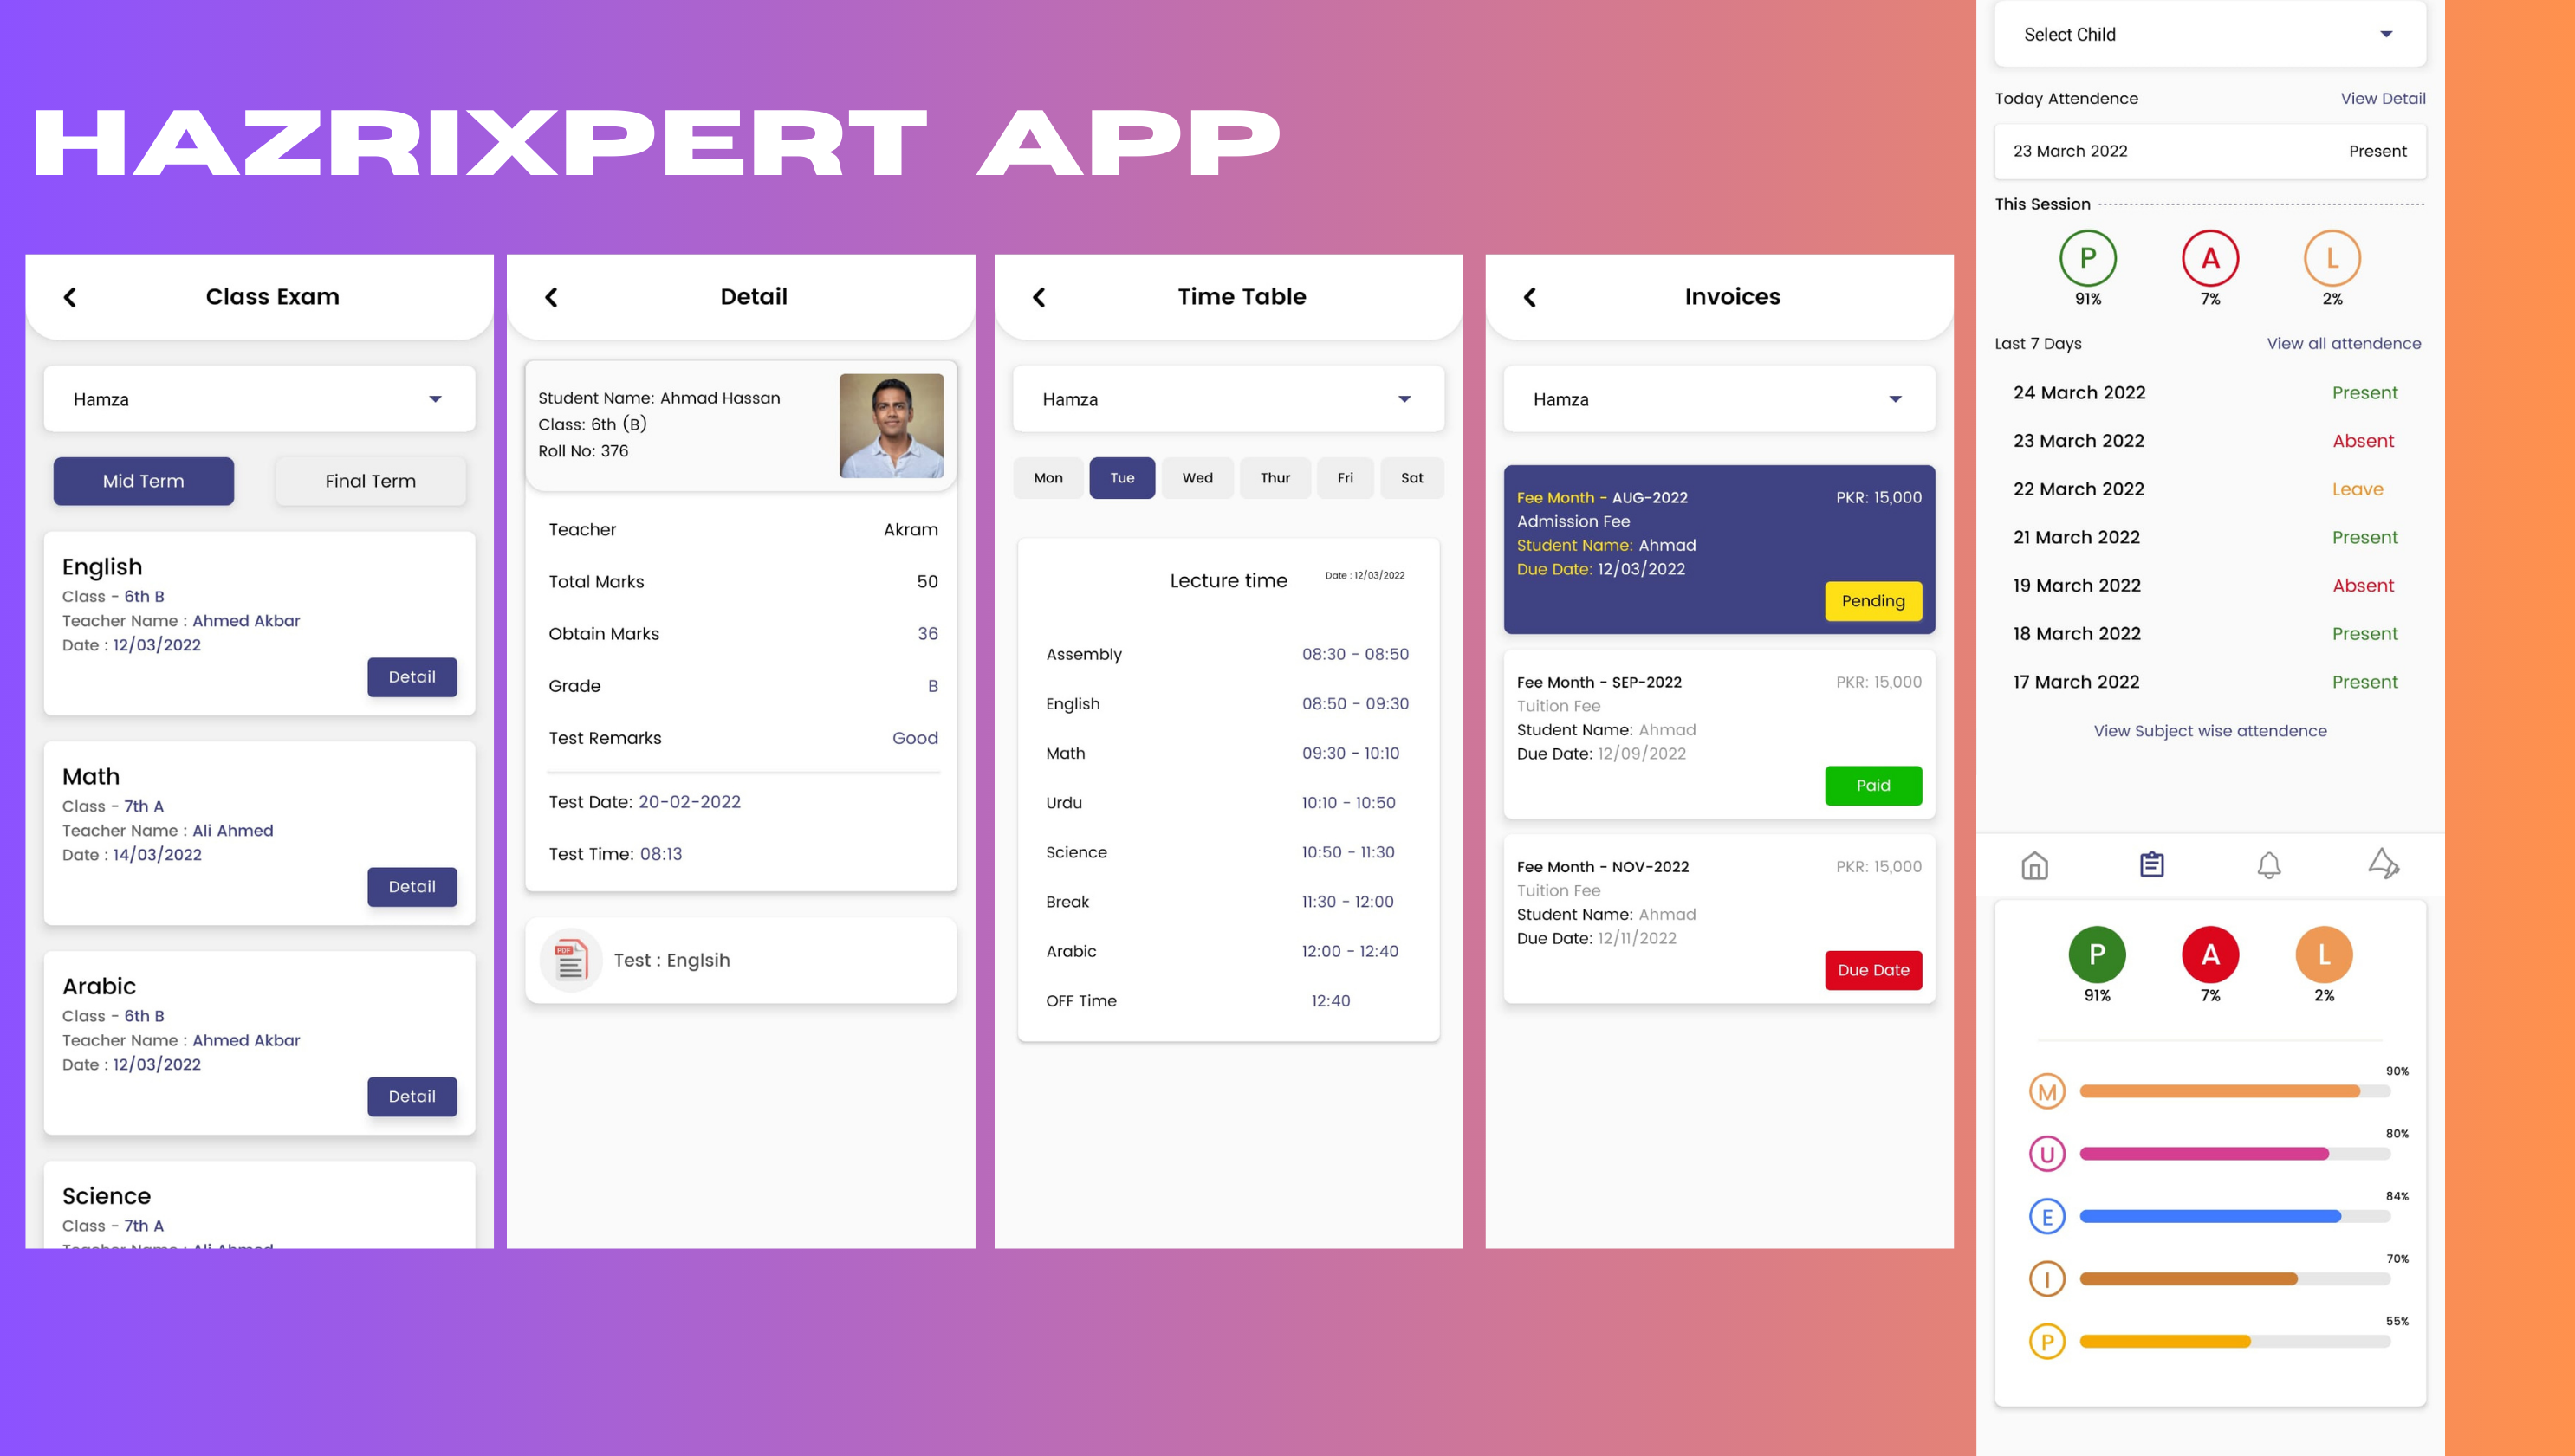 HAZRIXPERT APP
Class Exam
Hamza
Mid Term Final Term
English
Class - 6th B
Teacher Name : Ahmed Akbar
Date : 12/03/2022
Detail
Math
Class - 7th A
Teacher Name : Ali Ahmed
Date : 14/03/2022
Detail
Arabic
Class - 6th B
Teacher Name : Ahmed Akbar
Date : 12/03/2022
Detail
Science
Class - 7th A
Teacher Name : Ali Ahmed
Detail
Student Name: Ahmad Hassan
Class: 6th (B)
Roll No: 376
Teacher Akram
Total Marks 50
Obtain Marks 36
Grade B
Test Remarks Good
Test Date: 20-02-2022
Test Time: 08:13
PDF
Test : Englsih
Time Table
Hamza
Mon Tue Wed Thur Fri Sat
Lecture time Date : 12/03/2022
Assembly 08:30 - 08:50
English 08:50 - 09:30
Math 09:30 - 10:10
Urdu 10:10 - 10:50
Science 10:50 - 11:30
Break 11:30 - 12:00
Arabic 12:00 - 12:40
OFF Time 12:40
Invoices
Hamza
Fee Month - AUG-2022 PKR: 15,000
Admission Fee
Student Name: Ahmad
Due Date: 12/03/2022
Pending
Fee Month - SEP-2022 PKR: 15,000
Tuition Fee
Student Name: Ahmad
Due Date: 12/09/2022
Paid
Fee Month - NOV-2022 PKR: 15,000
Tuition Fee
Student Name: Ahmad
Due Date: 12/11/2022
Due Date
Select Child
Today Attendence View Detail
23 March 2022 Present
This Session
P A L
91% 7% 2%
Last 7 Days View all attendence
24 March 2022 Present
23 March 2022 Absent
22 March 2022 Leave
21 March 2022 Present
19 March 2022 Absent
18 March 2022 Present
17 March 2022 Present
View Subject wise attendence
P A L
91% 7% 2%
M 90%
U 80%
E 84%
I 70%
P 55%